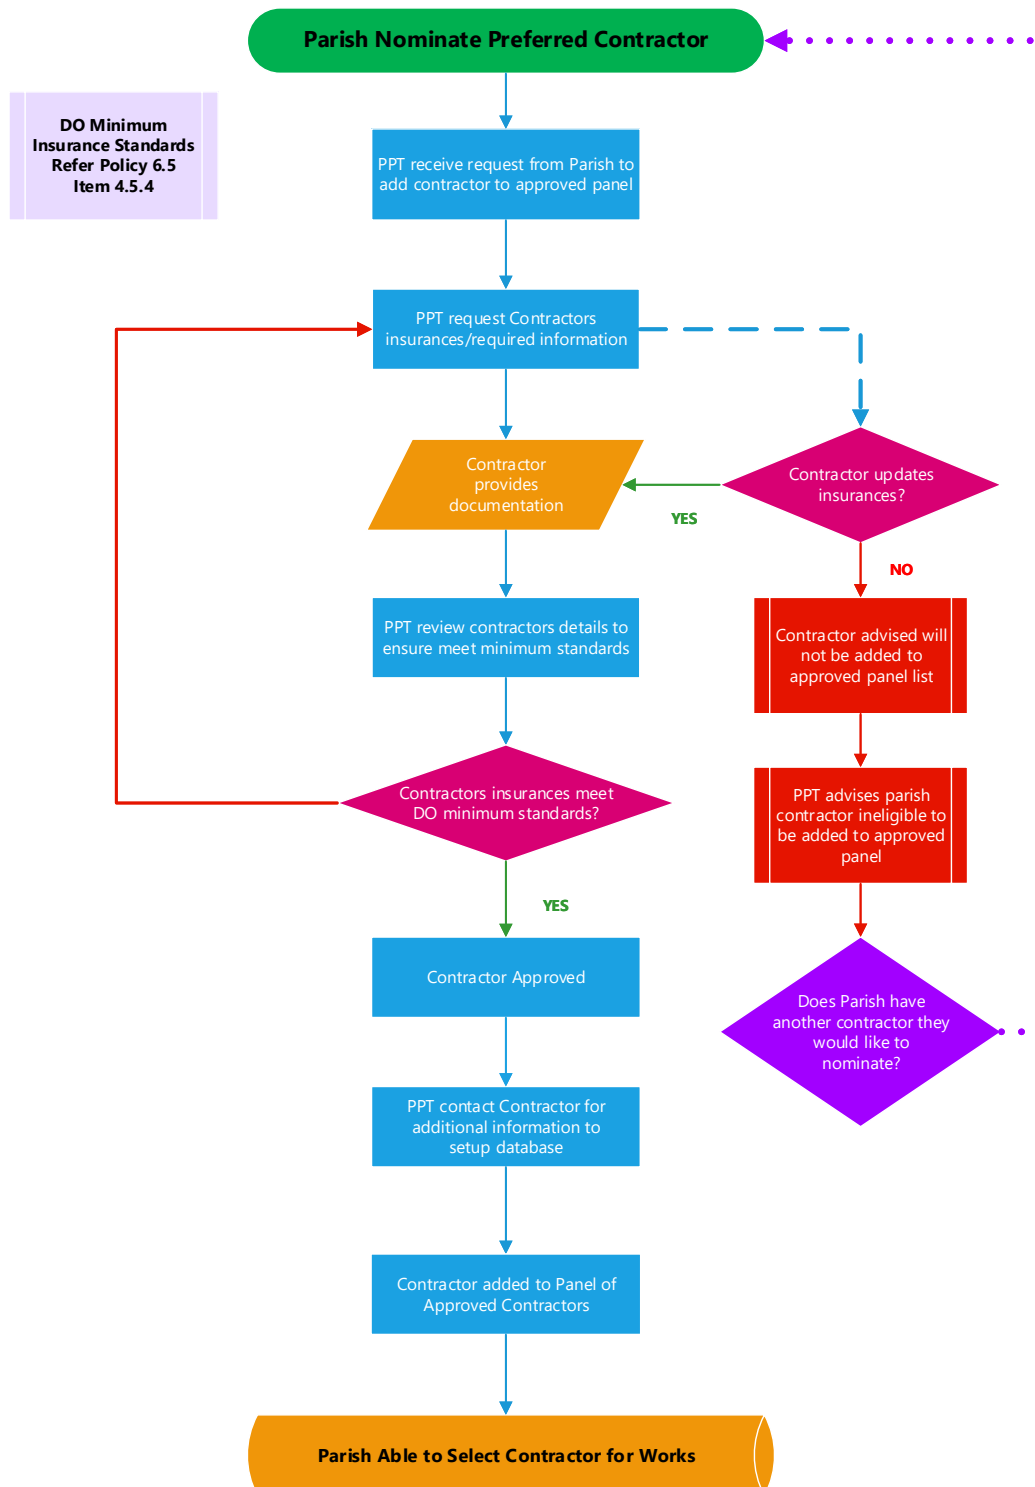 Parish Nominate Preferred Contractor
DO Minimum
Insurance Standards
Refer Policy 6.5
Item 4.5.4
PPT receive request from Parish to
add contractor to approved panel
PPT request Contractors
insurances/required information
Contractor
provides
documentation
Contractor updates
insurances?
YES
NO
PPT review contractors details to
ensure meet minimum standards
Contractor advised will
not be added to
approved panel list
Contractors insurances meet
DO minimum standards?
PPT advises parish
contractor ineligible to
be added to approved
panel
YES
Contractor Approved
Does Parish have
another contractor they
would like to
nominate?
PPT contact Contractor for
additional information to
setup database
Contractor added to Panel of
Approved Contractors
Parish Able to Select Contractor for Works